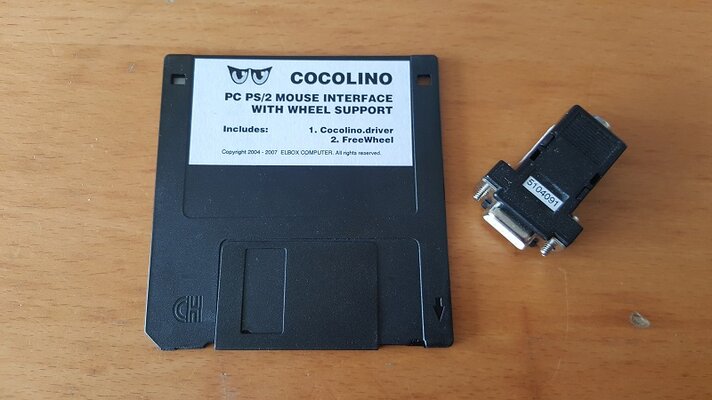 COCOLINO
PC PS/2 MOUSE INTERFACE
WITH WHEEL SUPPORT
Includes: 1. Cocolino.driver
2. FreeWheel
Copyright 2004 - 2007 ELBOX COMPUTER. All rights reserved.
5104091